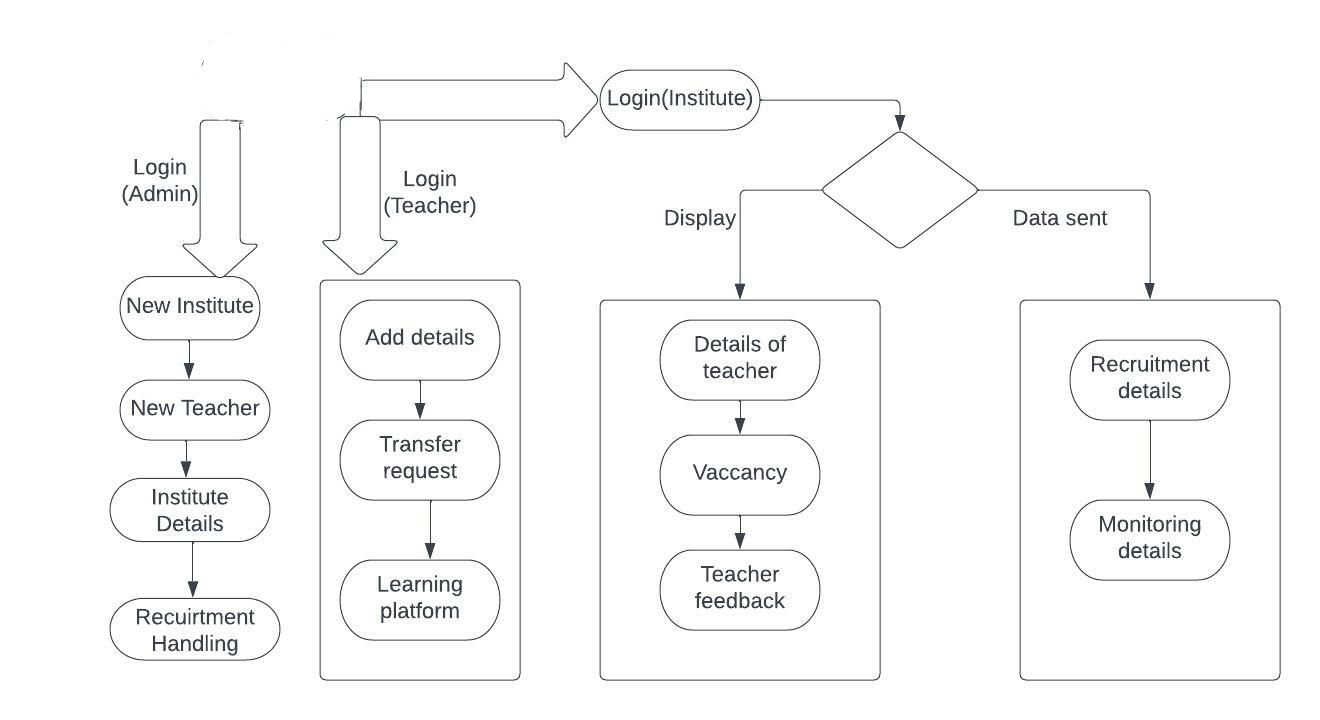 Login(Institute)
Login
(Admin)
Login
(Teacher)
Display
Data sent
New Institute
New Teacher
Institute
Details
Recuirtment
Handling
Add details
Transfer
request
Learning
platform
Details of
teacher
Vaccancy
Teacher
feedback
Recruitment
details
Monitoring
details